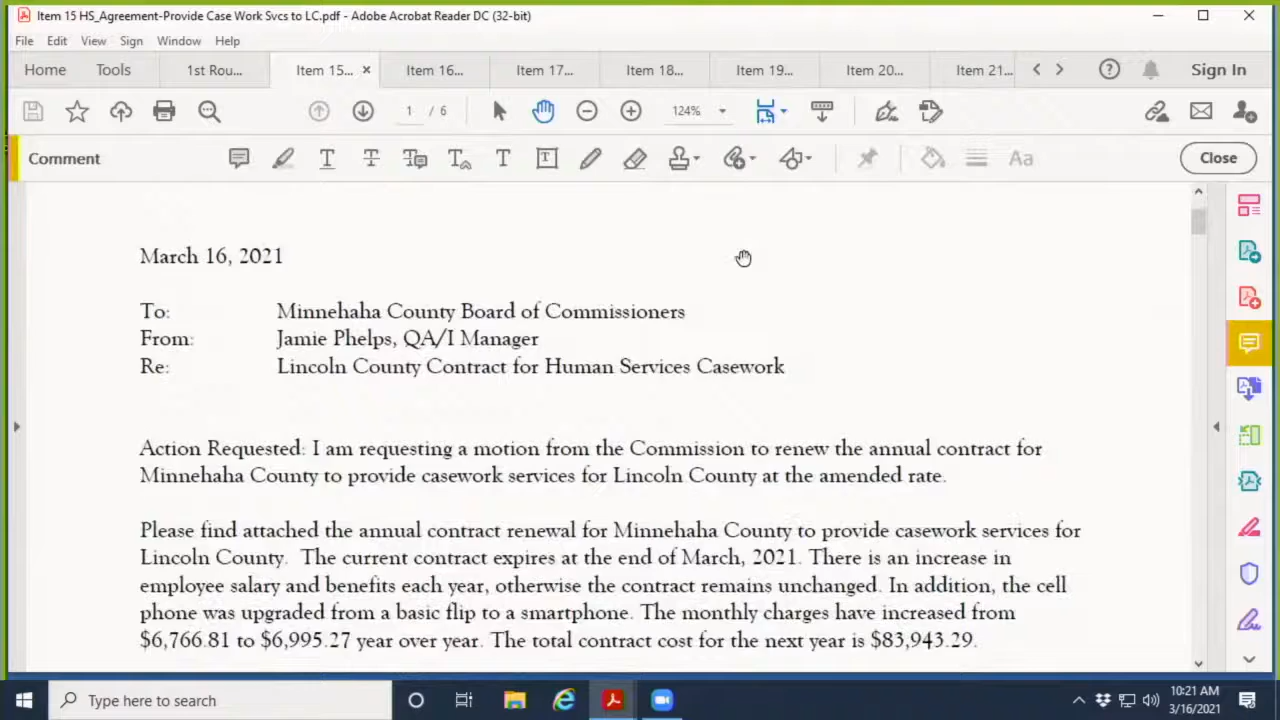 Item 15 HS_Agreement-Provide Case Work Svcs to LC.pdf - Adobe Acrobat Reader DC (32-bit)
File Edit View Sign Window Help
Home Tools 1st Rou... Item 15... Item 16... Item 17... Item 18... Item 19... Item 20... Item 21... Sign In
1 / 6 124%
Comment Close
March 16, 2021
To: Minnehaha County Board of Commissioners
From: Jamie Phelps, QA/I Manager
Re: Lincoln County Contract for Human Services Casework
Action Requested: I am requesting a motion from the Commission to renew the annual contract for
Minnehaha County to provide casework services for Lincoln County at the amended rate.
Please find attached the annual contract renewal for Minnehaha County to provide casework services for
Lincoln County. The current contract expires at the end of March, 2021. There is an increase in
employee salary and benefits each year, otherwise the contract remains unchanged. In addition, the cell
phone was upgraded from a basic flip to a smartphone. The monthly charges have increased from
$6,766.81 to $6,995.27 year over year. The total contract cost for the next year is $83,943.29.
Type here to search
10:21 AM
3/16/2021